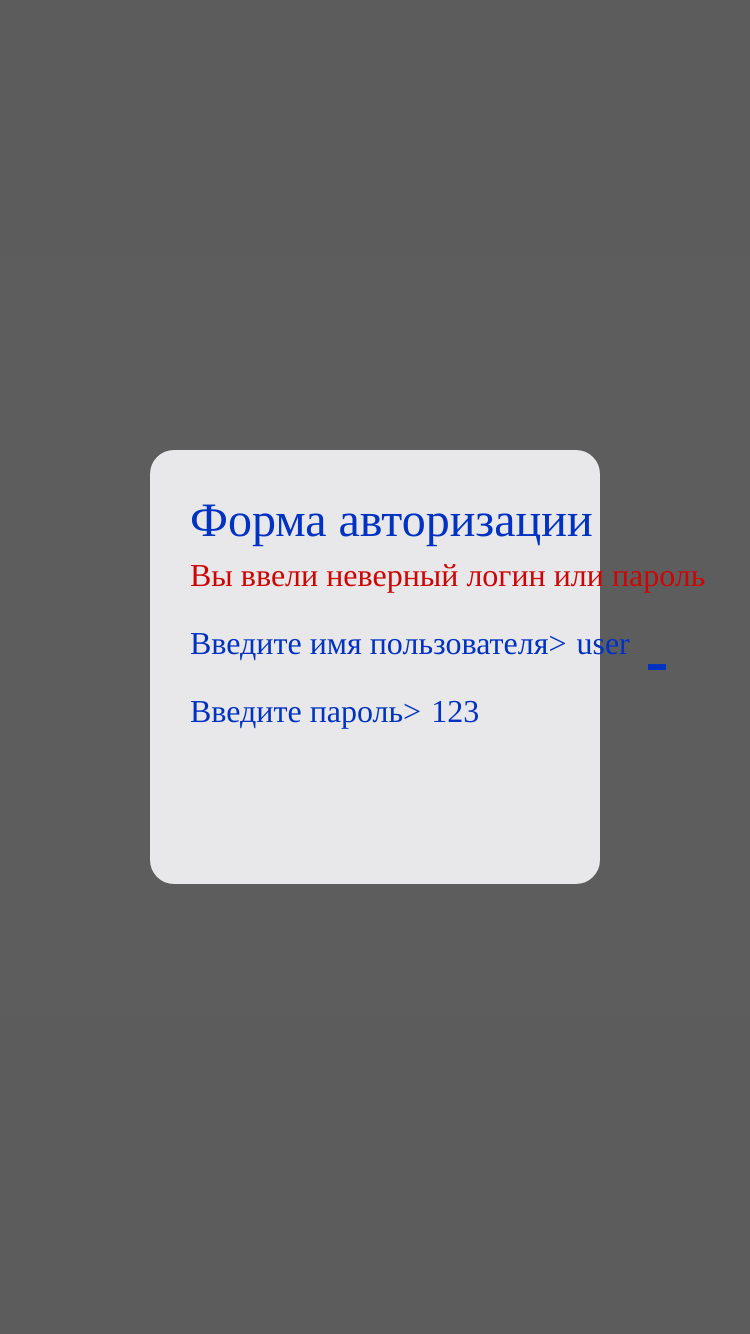 Форма авторизации
Вы ввели неверный логин или пароль
Введите имя пользователя> user
Введите пароль> 123